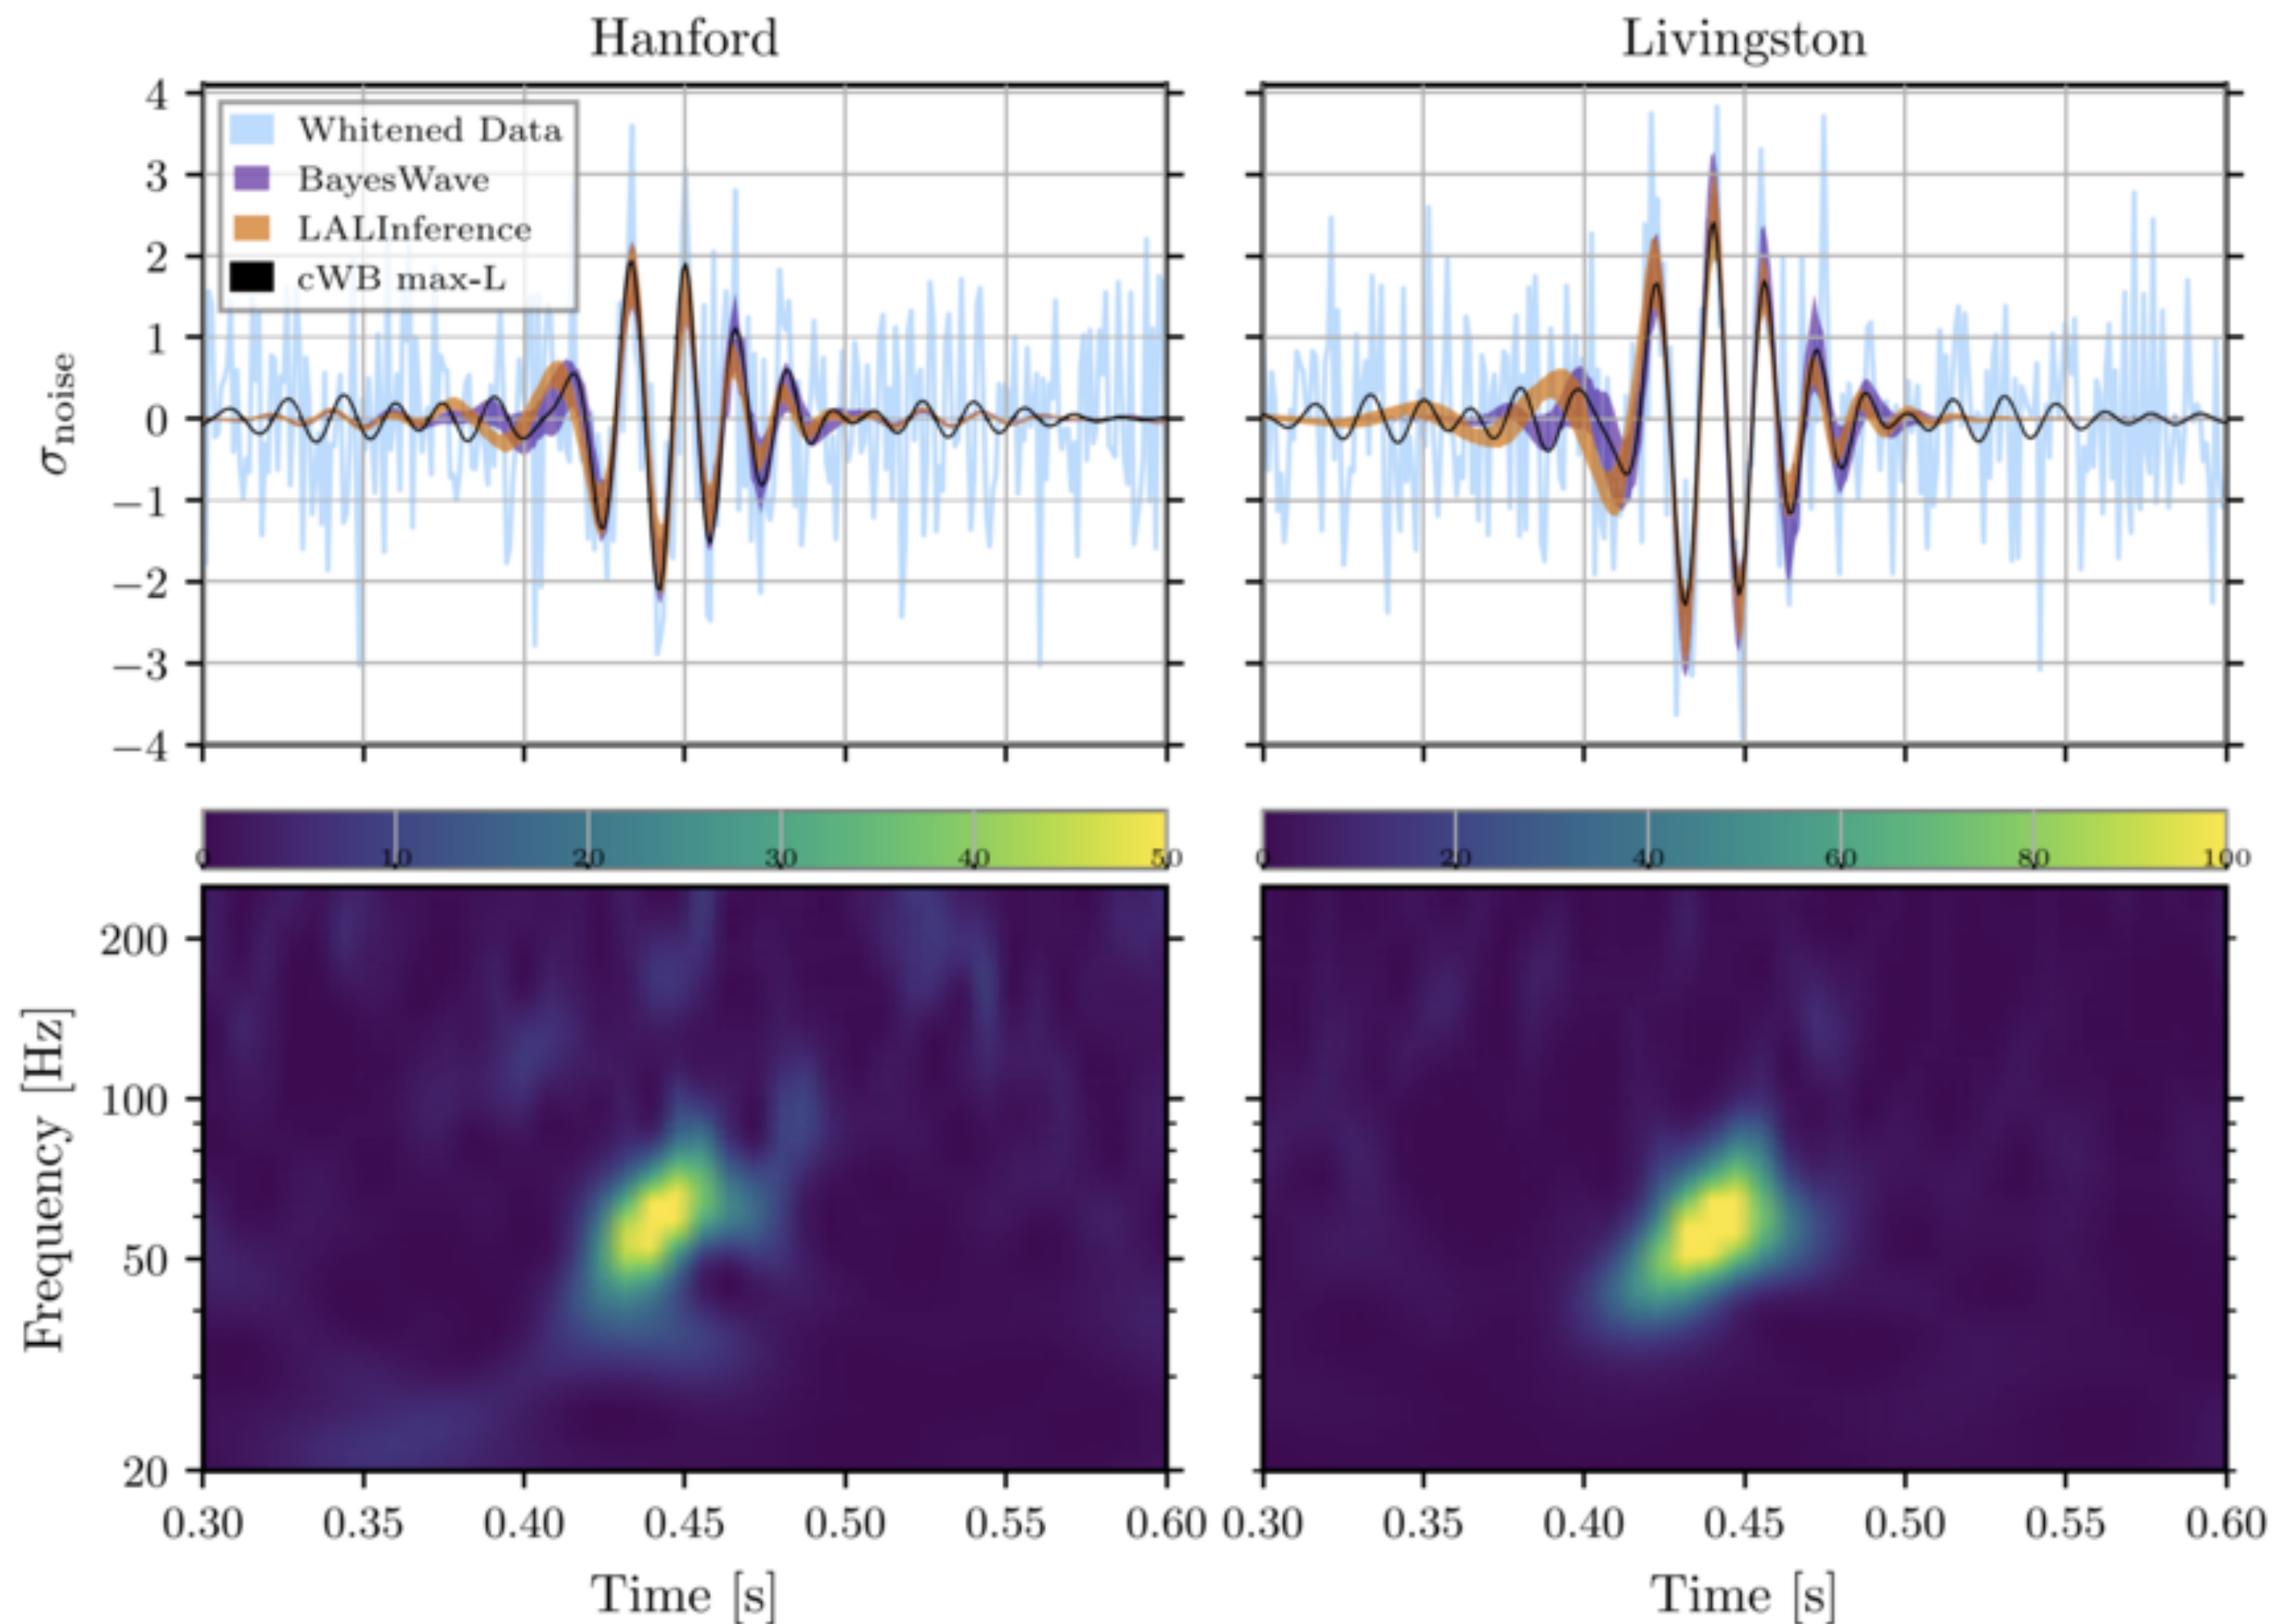 Hanford
Livingston
4
3
2
1
0
−1
−2
−3
−4
σnoise
Whitened Data
BayesWave
LALInference
cWB max-L
0 10 20 30 40 50
0 20 40 60 80 100
200
100
50
20
Frequency [Hz]
0.30 0.35 0.40 0.45 0.50 0.55 0.60
0.30 0.35 0.40 0.45 0.50 0.55 0.60
Time [s]
Time [s]